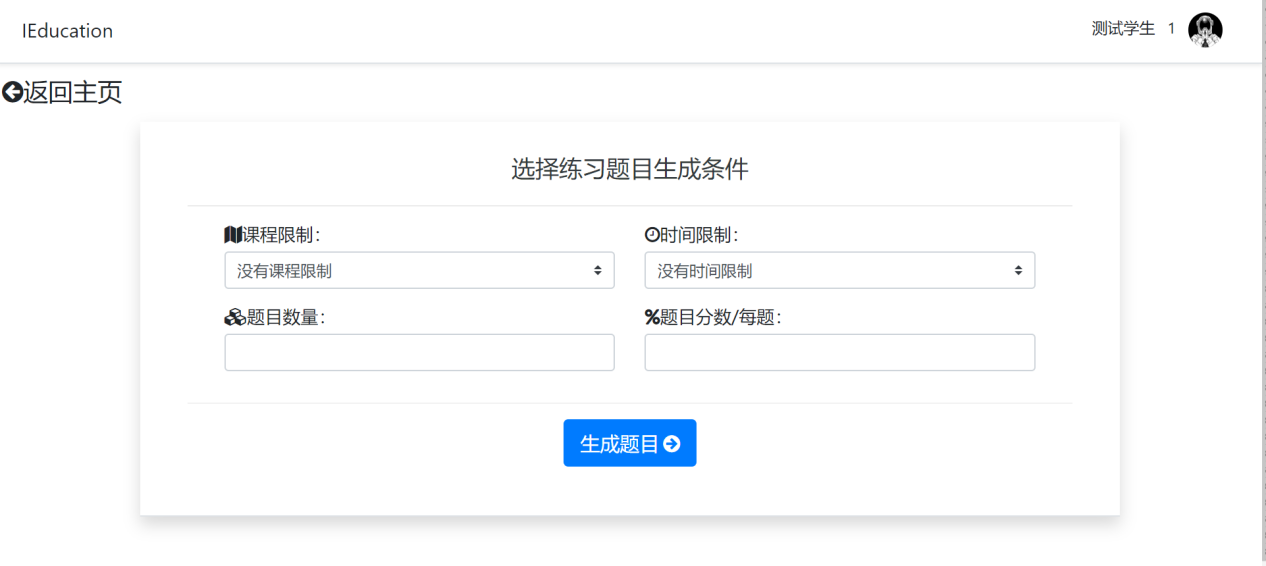 IEducation
测试学生 1
返回主页
选择练习题目生成条件
课程限制：
时间限制：
没有课程限制
没有时间限制
题目数量：
题目分数/每题：
生成题目